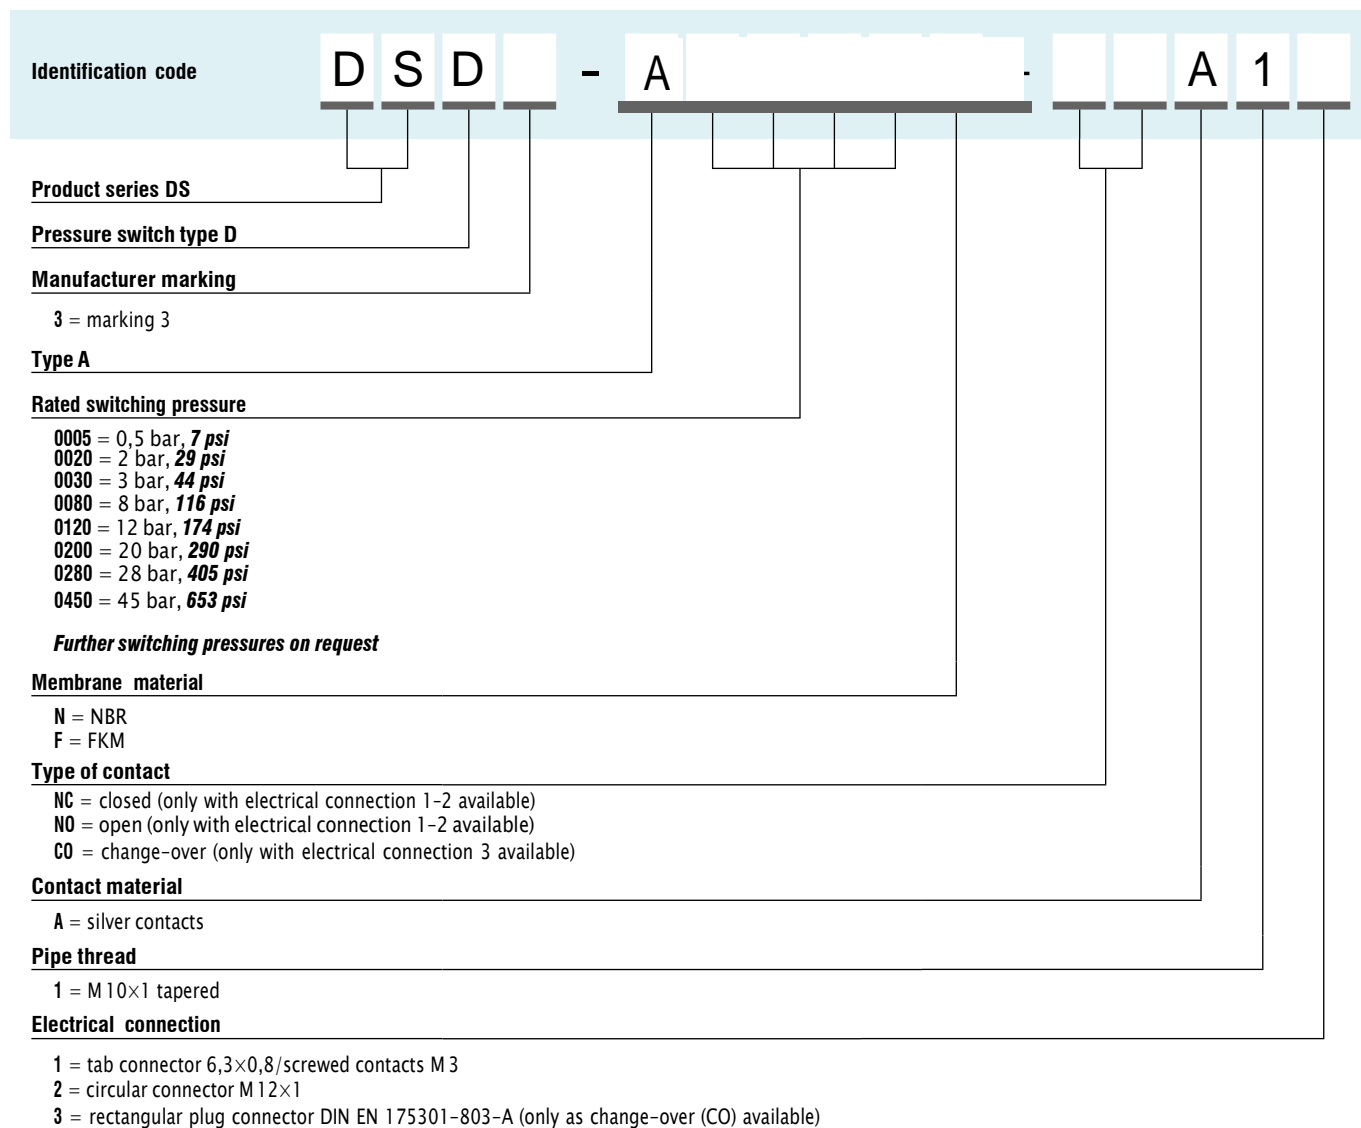 Identification code D S D - A - A 1
Product series DS
Pressure switch type D
Manufacturer marking
3 = marking 3
Type A
Rated switching pressure
0005 = 0,5 bar, 7 psi
0020 = 2 bar, 29 psi
0030 = 3 bar, 44 psi
0080 = 8 bar, 116 psi
0120 = 12 bar, 174 psi
0200 = 20 bar, 290 psi
0280 = 28 bar, 405 psi
0450 = 45 bar, 653 psi
Further switching pressures on request
Membrane material
N = NBR
F = FKM
Type of contact
NC = closed (only with electrical connection 1-2 available)
NO = open (only with electrical connection 1-2 available)
CO = change-over (only with electrical connection 3 available)
Contact material
A = silver contacts
Pipe thread
1 = M 10×1 tapered
Electrical connection
1 = tab connector 6,3×0,8/screwed contacts M 3
2 = circular connector M 12×1
3 = rectangular plug connector DIN EN 175301-803-A (only as change-over (CO) available)